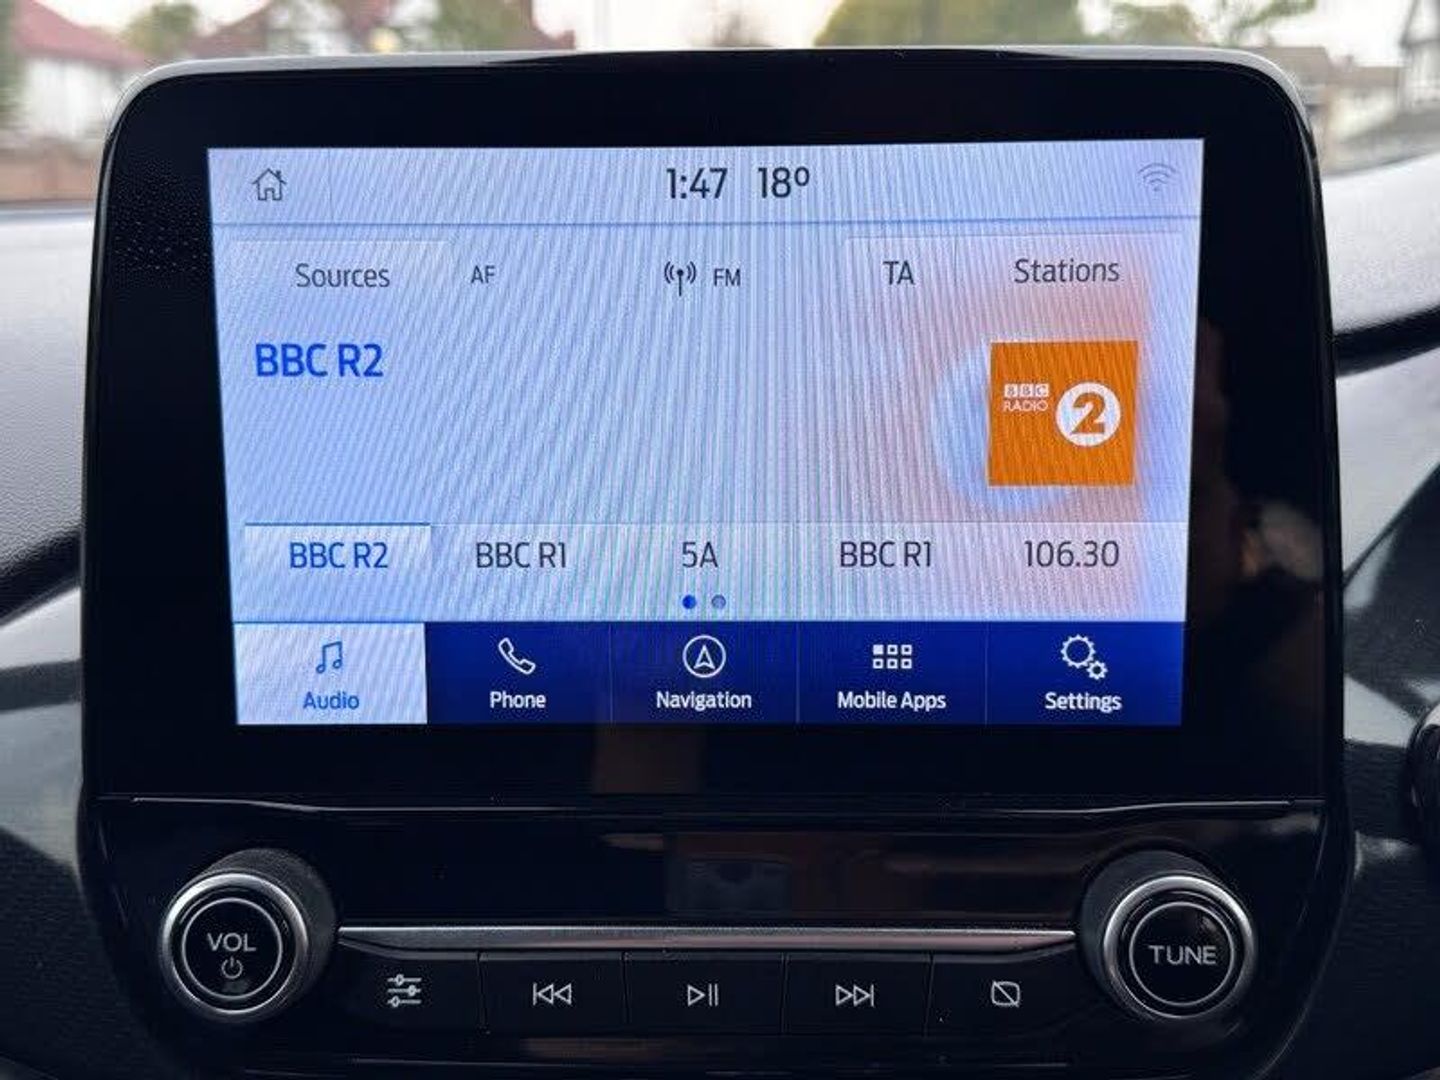 1:47 18º
Sources AF FM TA Stations
BBC R2
BBC
RADIO 2
BBC R2 BBC R1 5A BBC R1 106.30
Audio Phone Navigation Mobile Apps Settings
VOL
TUNE